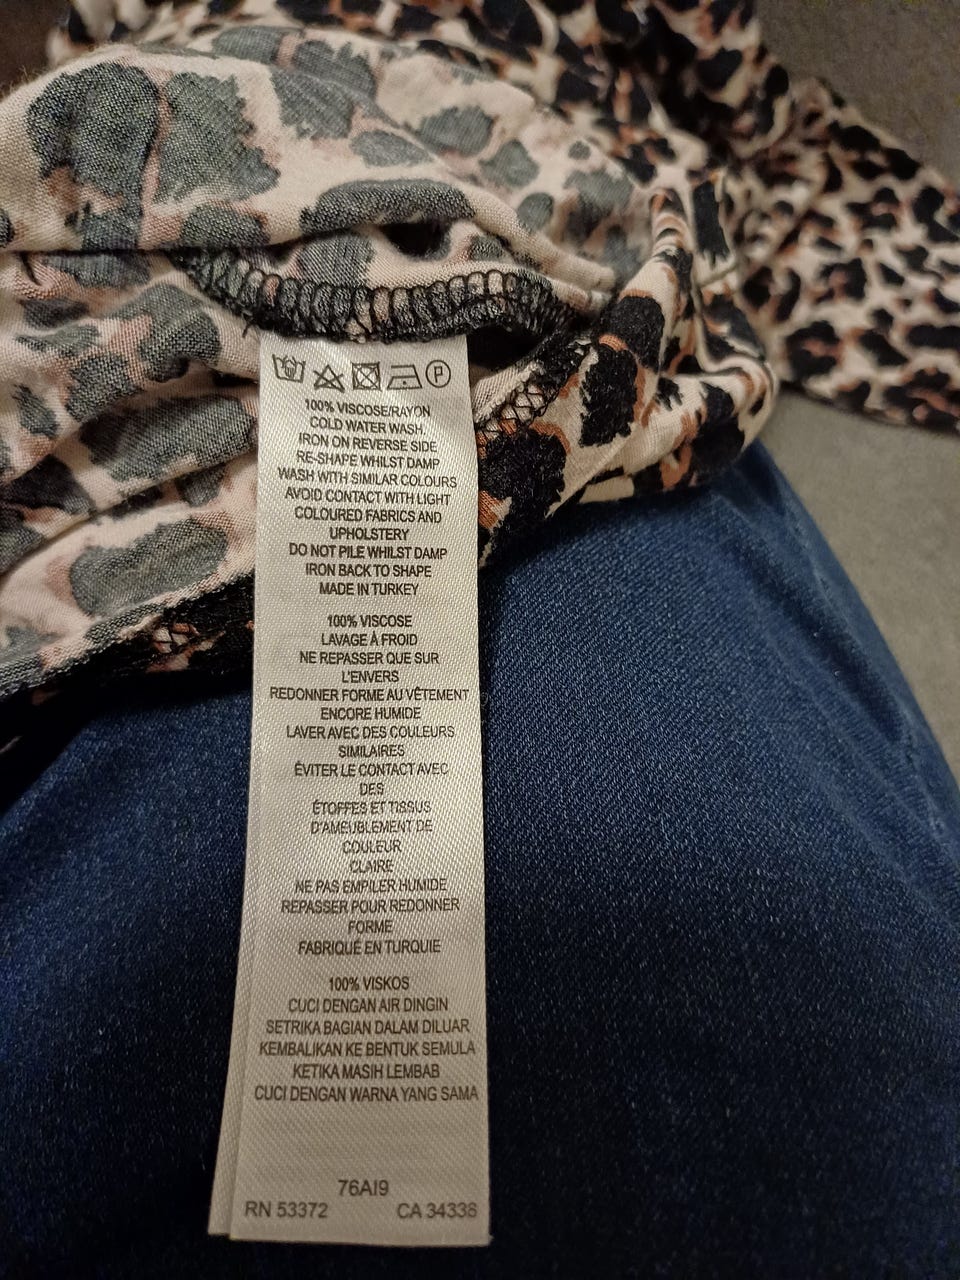 P
100% VISCOSE/RAYON
COLD WATER WASH.
IRON ON REVERSE SIDE
RE-SHAPE WHILST DAMP
WASH WITH SIMILAR COLOURS
AVOID CONTACT WITH LIGHT
COLOURED FABRICS AND
UPHOLSTERY
DO NOT PILE WHILST DAMP
IRON BACK TO SHAPE
MADE IN TURKEY
100% VISCOSE
LAVAGE À FROID
NE REPASSER QUE SUR
L'ENVERS
REDONNER FORME AU VÊTEMENT
ENCORE HUMIDE
LAVER AVEC DES COULEURS
SIMILAIRES
ÉVITER LE CONTACT AVEC
DES
ÉTOFFES ET TISSUS
D'AMEUBLEMENT DE
COULEUR
CLAIRE
NE PAS EMPILER HUMIDE
REPASSER POUR REDONNER
FORME
FABRIQUÉ EN TURQUIE
100% VISKOS
CUCI DENGAN AIR DINGIN
SETRIKA BAGIAN DALAM DILUAR
KEMBALIKAN KE BENTUK SEMULA
KETIKA MASIH LEMBAB
CUCI DENGAN WARNA YANG SAMA
76AI9
RN 53372 CA 34336